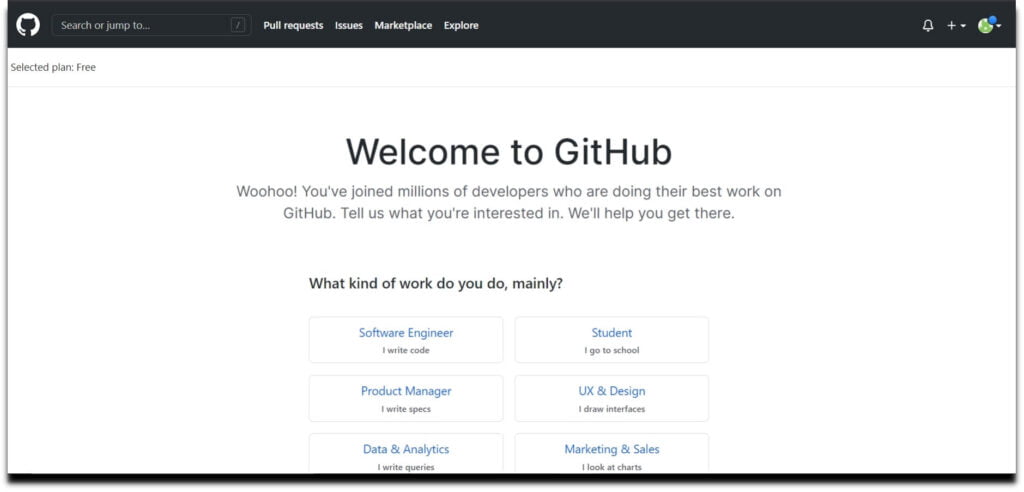 Search or jump to... /
Pull requests Issues Marketplace Explore
Selected plan: Free
Welcome to GitHub
Woohoo! You've joined millions of developers who are doing their best work on
GitHub. Tell us what you're interested in. We'll help you get there.
What kind of work do you do, mainly?
Software Engineer
I write code
Student
I go to school
Product Manager
I write specs
UX & Design
I draw interfaces
Data & Analytics
I write queries
Marketing & Sales
I look at charts